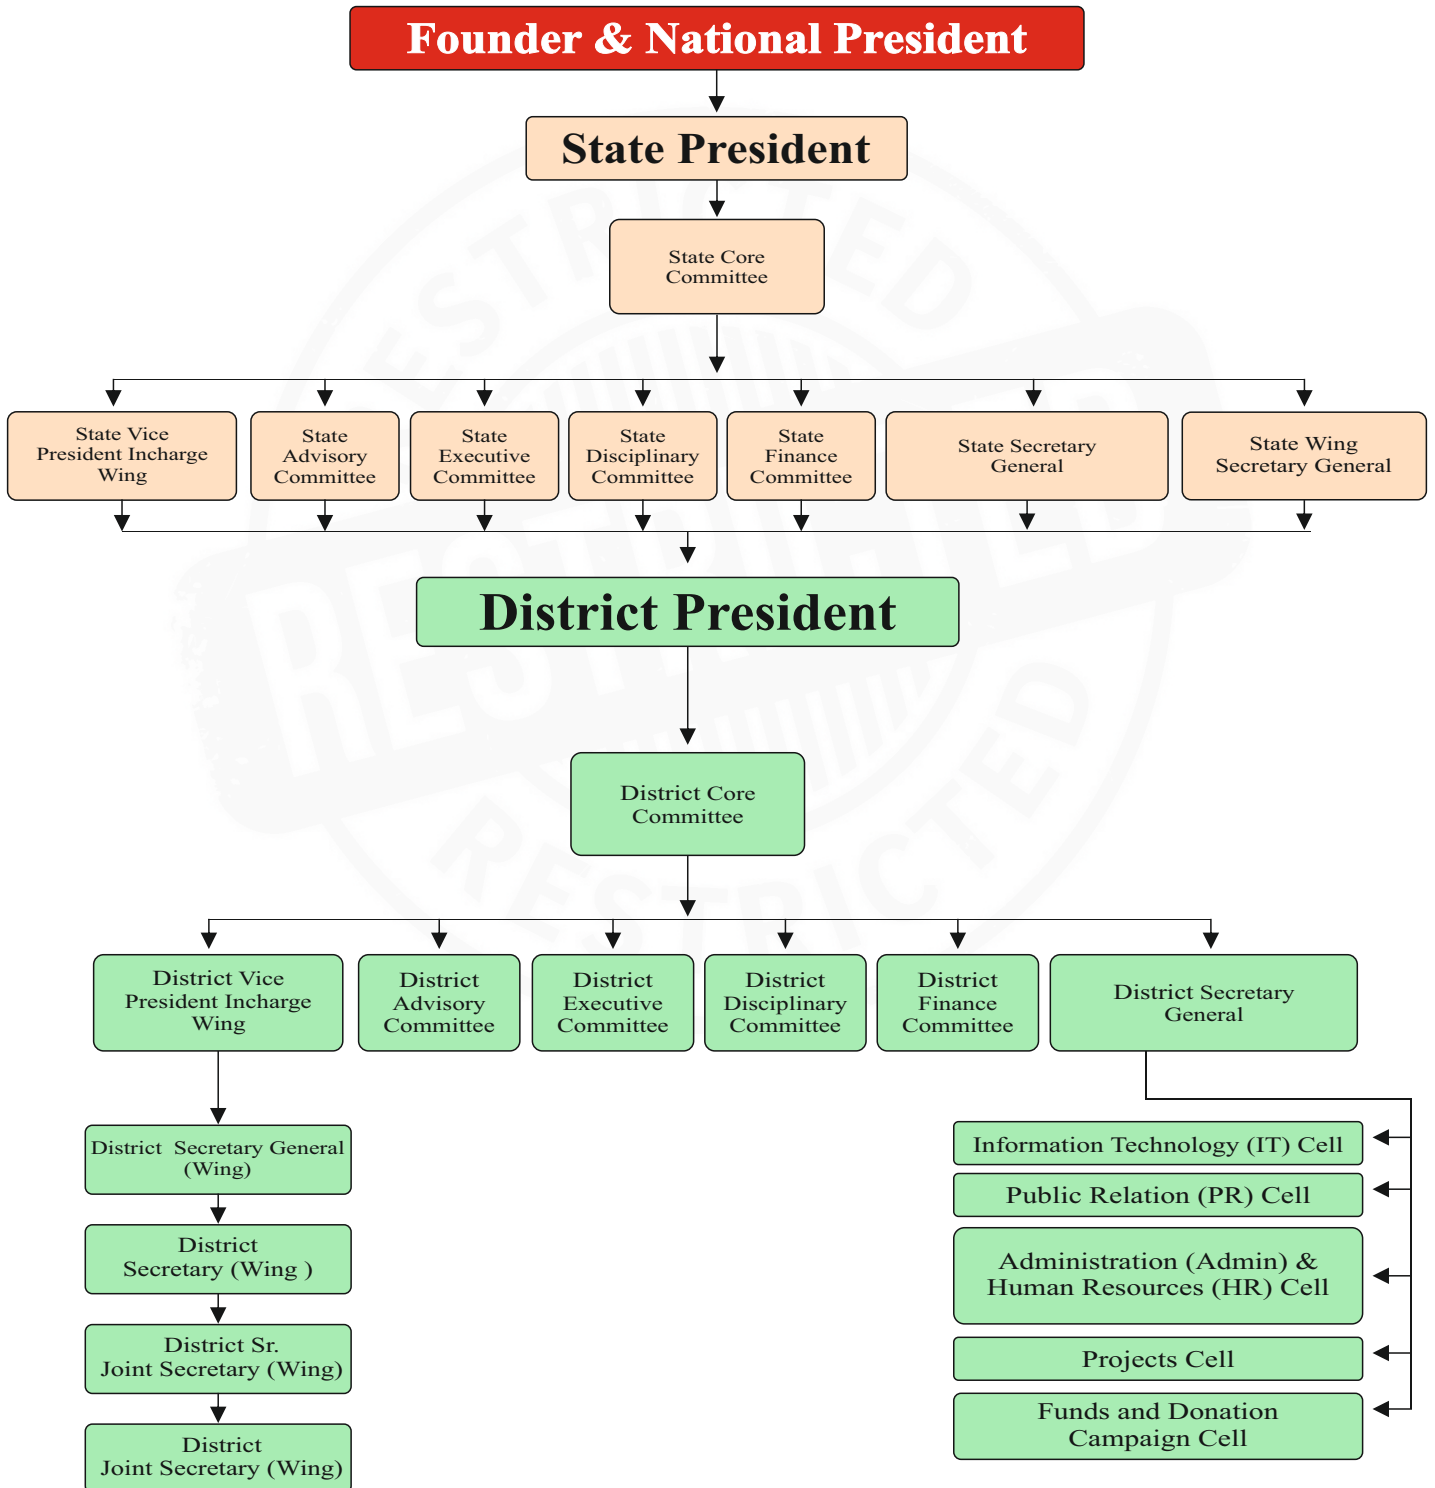 Founder & National President
State President
State Core
Committee
State Vice
President Incharge
Wing
State
Advisory
Committee
State
Executive
Committee
State
Disciplinary
Committee
State
Finance
Committee
State Secretary
General
State Wing
Secretary General
RESTRICTED
RESTRICTED
RESTRICTED
District President
District Core
Committee
District Vice
President Incharge
Wing
District
Advisory
Committee
District
Executive
Committee
District
Disciplinary
Committee
District
Finance
Committee
District Secretary
General
District  Secretary General
(Wing)
District
Secretary (Wing )
District Sr.
Joint Secretary (Wing)
District
Joint Secretary (Wing)
Information Technology (IT) Cell
Public Relation (PR) Cell
Administration (Admin) &
Human Resources (HR) Cell
Projects Cell
Funds and Donation
Campaign Cell